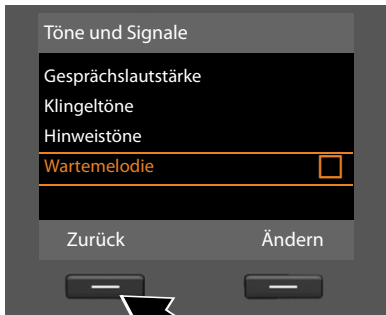 Töne und Signale
Gesprächslautstärke
Klingeltöne
Hinweistöne
Wartemelodie
Zurück Ändern